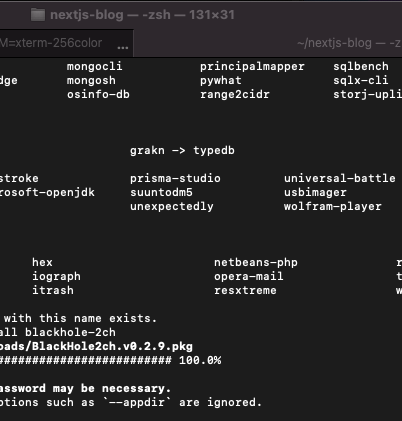 nextjs-blog — -zsh — 131×31
M=xterm-256color ... ~/nextjs-blog — -z
mongocli principalmapper sqlbench
dge mongosh pywhat sqlx-cli
osinfo-db range2cidr storj-upli
grakn -> typedb
stroke prisma-studio universal-battle
rosoft-openjdk suuntodm5 usbimager
unexpectedly wolfram-player
hex netbeans-php r
iograph opera-mail t
itrash resxtreme w
with this name exists.
all blackhole-2ch
oads/BlackHole2ch.v0.2.9.pkg
########################## 100.0%
assword may be necessary.
ptions such as `--appdir` are ignored.